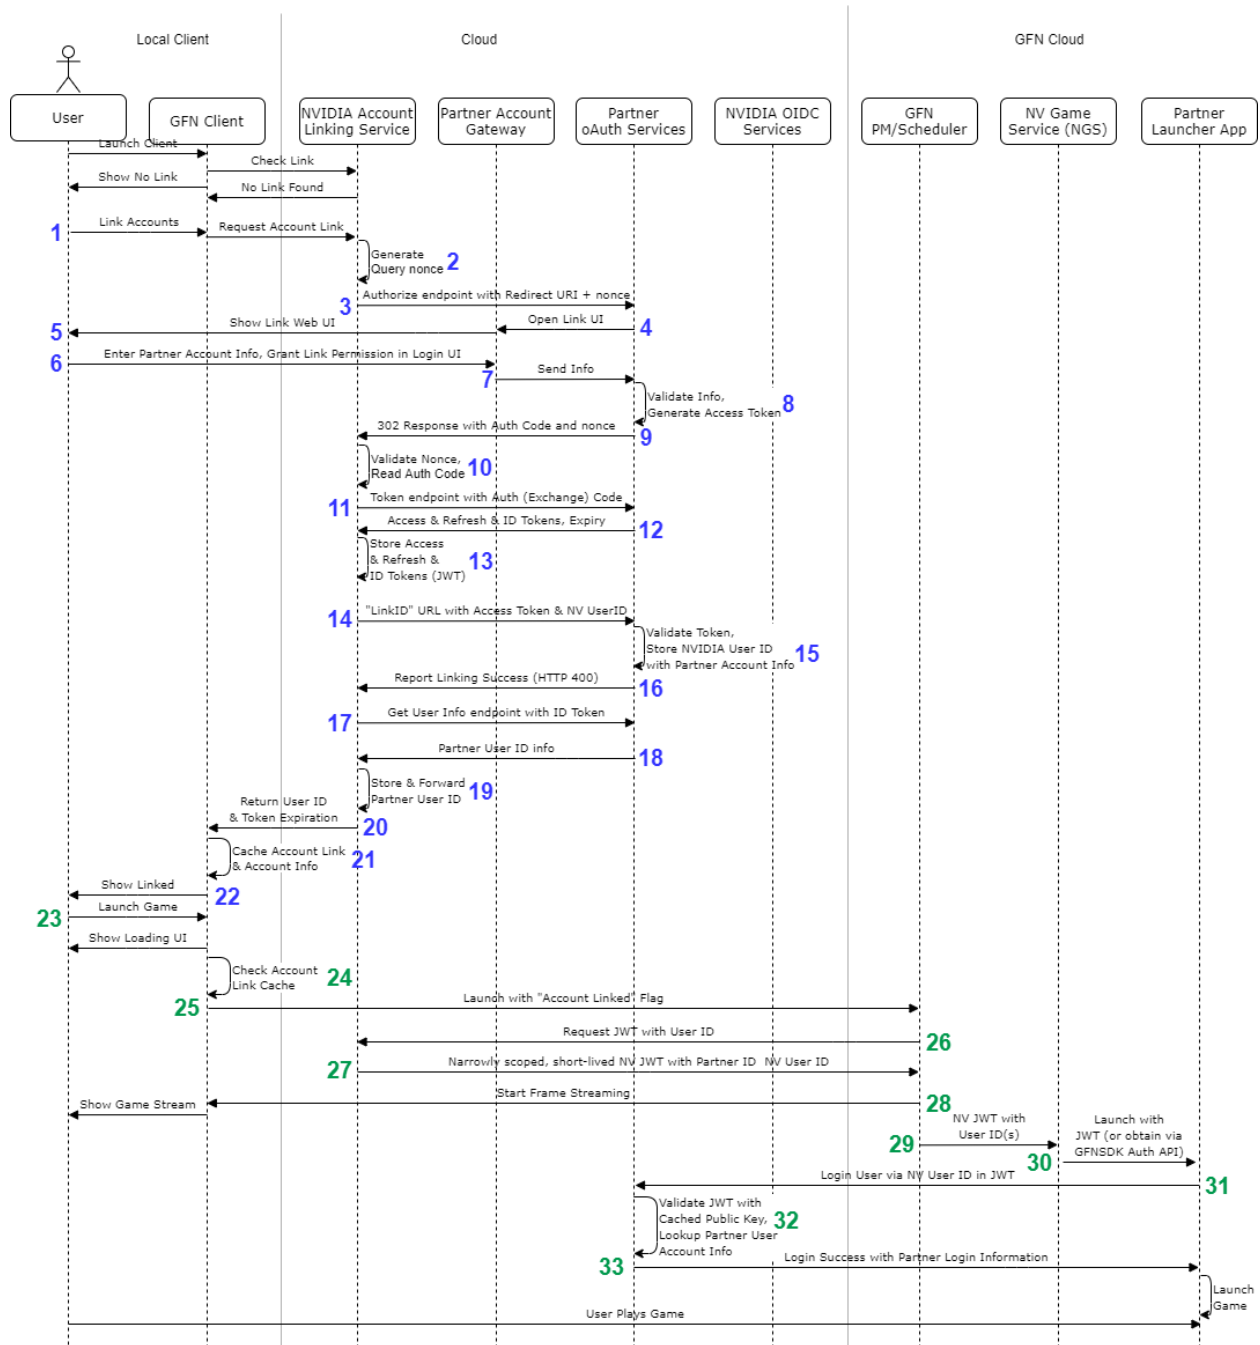 Local Client
Cloud
GFN Cloud
User
GFN Client
NVIDIA Account
Linking Service
Partner Account
Gateway
Partner
oAuth Services
NVIDIA OIDC
Services
GFN
PM/Scheduler
NV Game
Service (NGS)
Partner
Launcher App
Launch Client
Check Link
Show No Link
No Link Found
1
Link Accounts
Request Account Link
Generate
Query nonce
2
3
Authorize endpoint with Redirect URI + nonce
Open Link UI
4
5
Show Link Web UI
6
Enter Partner Account Info, Grant Link Permission in Login UI
7
Send Info
Validate Info,
Generate Access Token
8
302 Response with Auth Code and nonce
9
Validate Nonce,
Read Auth Code
10
11
Token endpoint with Auth (Exchange) Code
Access & Refresh & ID Tokens, Expiry
12
Store Access
& Refresh &
ID Tokens (JWT)
13
14
"LinkID" URL with Access Token & NV UserID
Validate Token,
Store NVIDIA User ID
with Partner Account Info
15
Report Linking Success (HTTP 400)
16
17
Get User Info endpoint with ID Token
Partner User ID info
18
Store & Forward
Partner User ID
19
Return User ID
& Token Expiration
20
Cache Account Link
& Account Info
21
Show Linked
22
23
Launch Game
Show Loading UI
Check Account
Link Cache
24
25
Launch with "Account Linked" Flag
Request JWT with User ID
26
27
Narrowly scoped, short-lived NV JWT with Partner ID NV User ID
Start Frame Streaming
28
Show Game Stream
29
NV JWT with
User ID(s)
30
Launch with
JWT (or obtain via
GFNSDK Auth API)
Login User via NV User ID in JWT
31
Validate JWT with
Cached Public Key,
Lookup Partner User
Account Info
32
33
Login Success with Partner Login Information
Launch
Game
User Plays Game